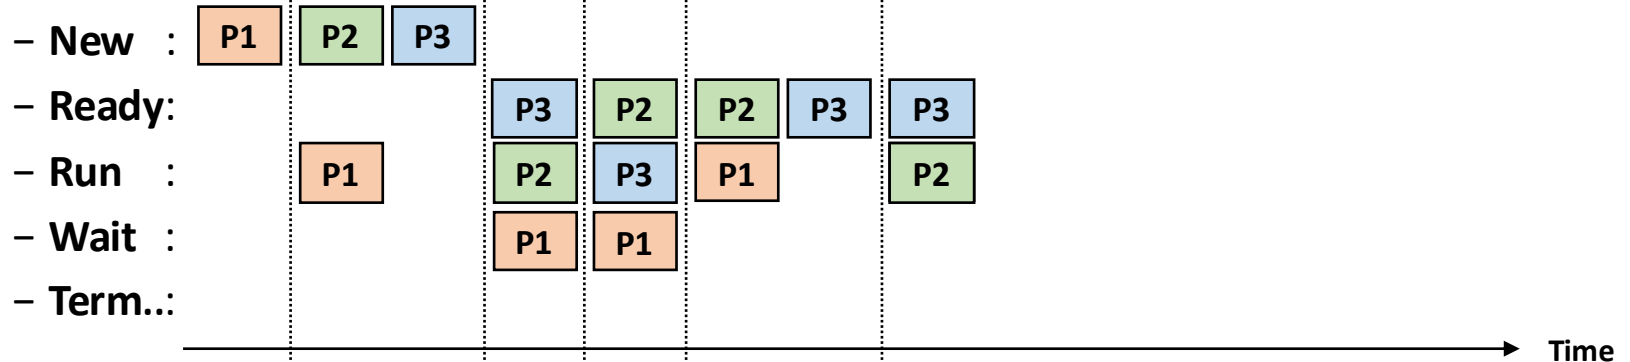 – New : P1 P2 P3
– Ready: P3 P2 P2 P3 P3
– Run : P1 P2 P3 P1 P2
– Wait : P1 P1
– Term..:
Time